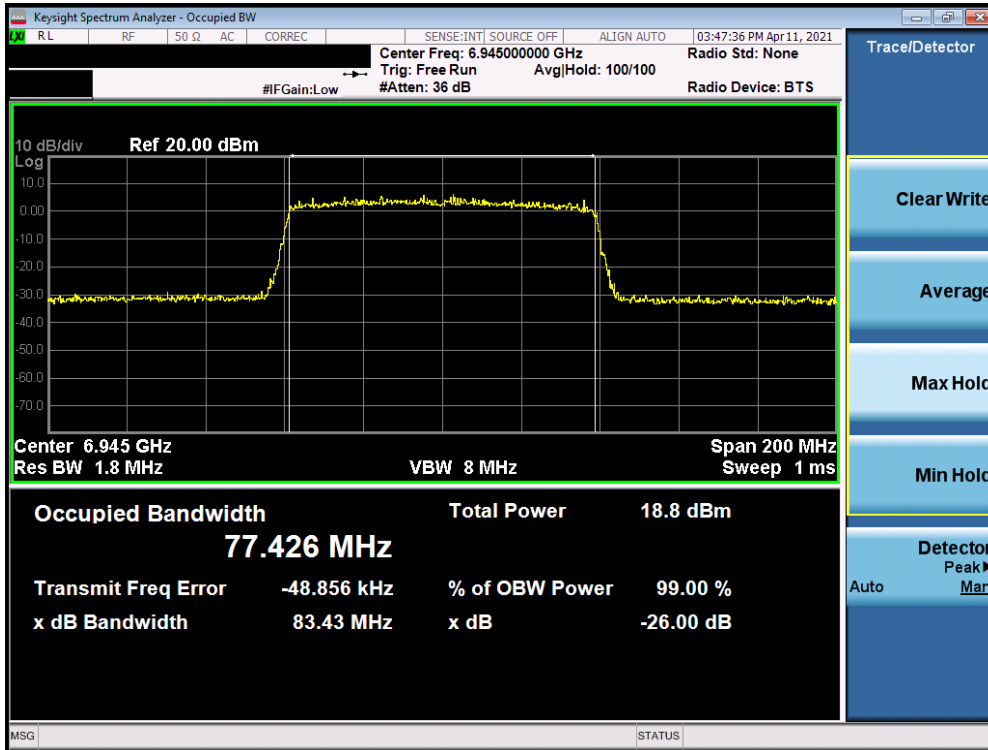 Keysight Spectrum Analyzer - Occupied BW
LXI RL RF 50 Ω AC CORREC SENSE:INT SOURCE OFF ALIGN AUTO 03:47:36 PM Apr 11, 2021
Center Freq: 6.945000000 GHz Radio Std: None
Trig: Free Run Avg|Hold: 100/100
#IFGain:Low #Atten: 36 dB Radio Device: BTS
10 dB/div Ref 20.00 dBm
Log
10.0
0.00
-10.0
-20.0
-30.0
-40.0
-50.0
-60.0
-70.0
Center 6.945 GHz Span 200 MHz
Res BW 1.8 MHz VBW 8 MHz Sweep 1 ms
Occupied Bandwidth Total Power 18.8 dBm
77.426 MHz
Transmit Freq Error -48.856 kHz % of OBW Power 99.00 %
x dB Bandwidth 83.43 MHz x dB -26.00 dB
Trace/Detector
Clear Write
Average
Max Hold
Min Hold
Detector
Peak
Auto Man
MSG STATUS